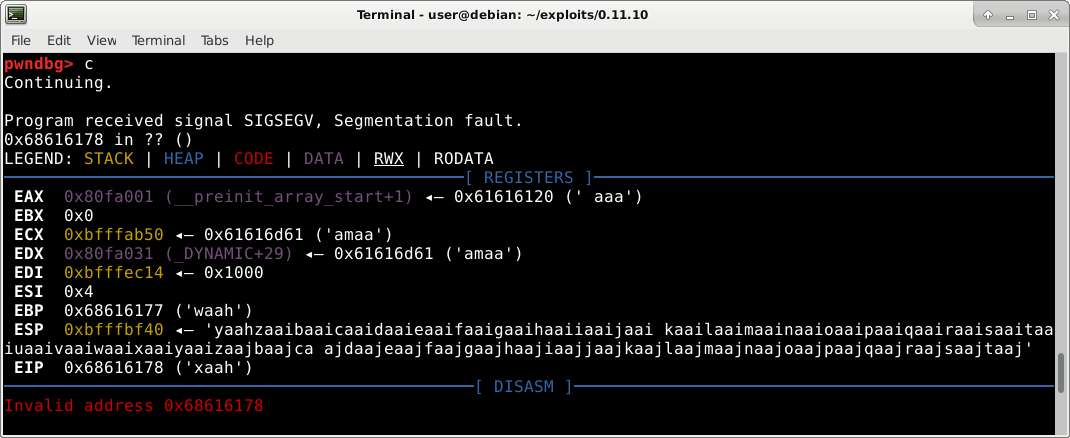 Terminal - user@debian: ~/exploits/0.11.10
File Edit View Terminal Tabs Help
pwndbg> c
Continuing.
Program received signal SIGSEGV, Segmentation fault.
0x68616178 in ?? ()
LEGEND: STACK | HEAP | CODE | DATA | RWX | RODATA
[ REGISTERS ]
EAX 0x80fa001 (__preinit_array_start+1) ◂— 0x61616120 (' aaa')
EBX 0x0
ECX 0xbfffab50 ◂— 0x61616d61 ('amaa')
EDX 0x80fa031 (_DYNAMIC+29) ◂— 0x61616d61 ('amaa')
EDI 0xbfffec14 ◂— 0x1000
ESI 0x4
EBP 0x68616177 ('waah')
ESP 0xbfffbf40 ◂— 'yaahzaaibaaicaaidaaieaaifaaigaaihaaiiaaijaai kaailaaimaainaaioaaipaaiqaairaaisaaitaa
iuaaivaaiwaaixaaiyaaizaajbaajca ajdaajeaajfaajgaajhaajiaajjaajkaajlaajmaajnaajoaajpaajqaajraajsaajtaaj'
EIP 0x68616178 ('xaah')
[ DISASM ]
Invalid address 0x68616178